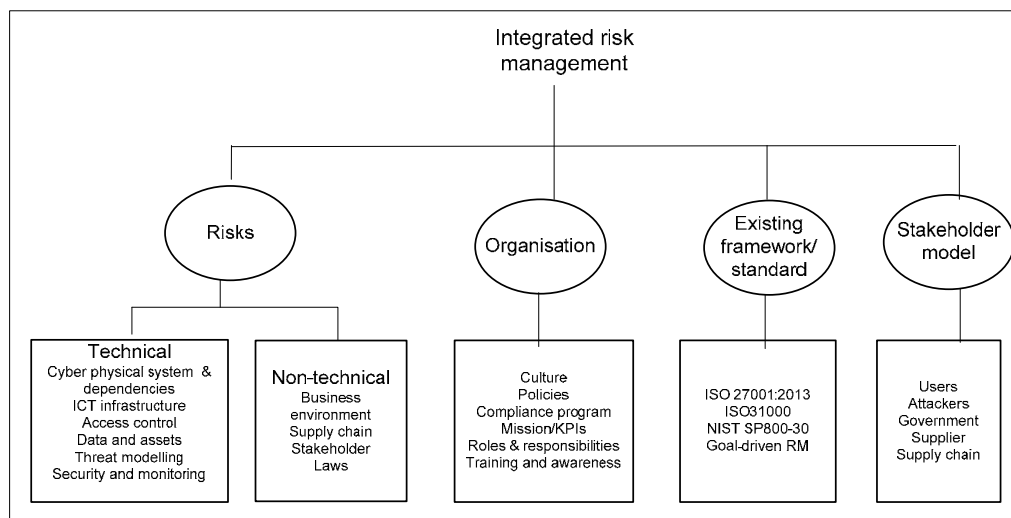 Integrated risk
management
Risks
Organisation
Existing
framework/
standard
Stakeholder
model
Technical
Cyber physical system &
dependencies
ICT infrastructure
Access control
Data and assets
Threat modelling
Security and monitoring
Non-technical
Business
environment
Supply chain
Stakeholder
Laws
Culture
Policies
Compliance program
Mission/KPIs
Roles & responsibilities
Training and awareness
ISO 27001:2013
ISO31000
NIST SP800-30
Goal-driven RM
Users
Attackers
Government
Supplier
Supply chain